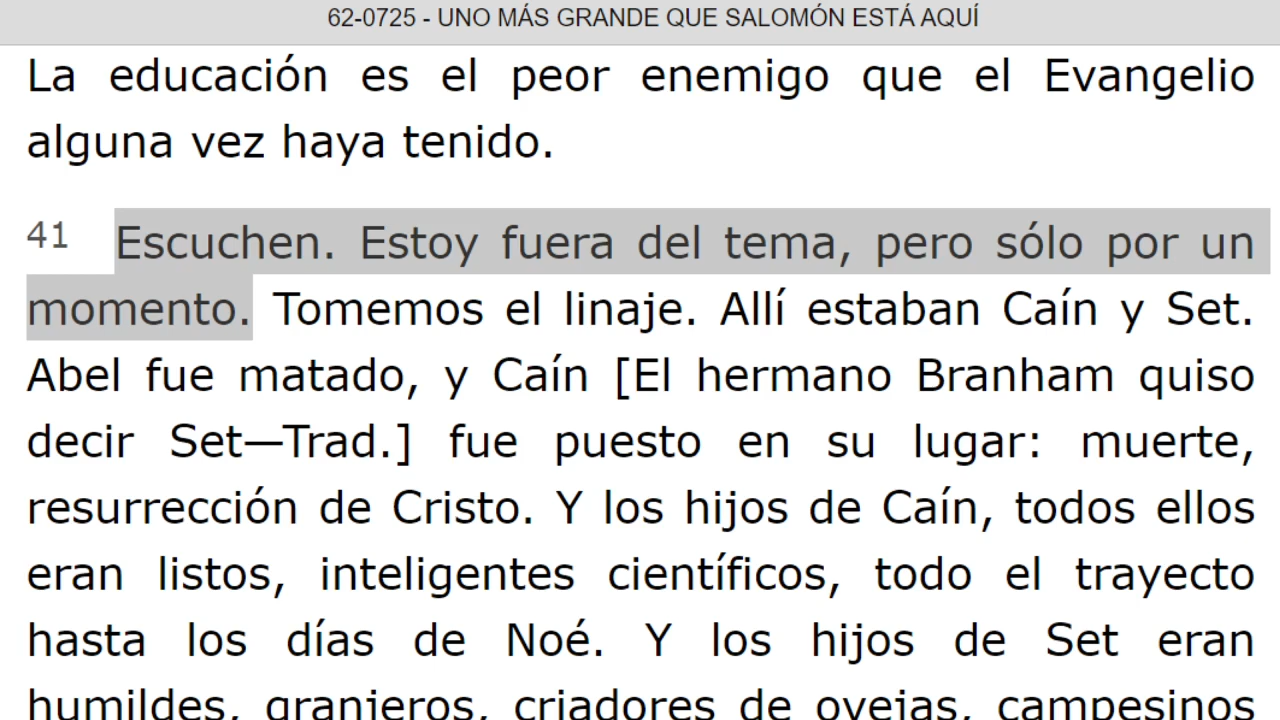 62-0725 - UNO MÁS GRANDE QUE SALOMÓN ESTÁ AQUÍ
La educación es el peor enemigo que el Evangelio
alguna vez haya tenido.
41 Escuchen. Estoy fuera del tema, pero sólo por un
momento. Tomemos el linaje. Allí estaban Caín y Set.
Abel fue matado, y Caín [El hermano Branham quiso
decir Set—Trad.] fue puesto en su lugar: muerte,
resurrección de Cristo. Y los hijos de Caín, todos ellos
eran listos, inteligentes científicos, todo el trayecto
hasta los días de Noé. Y los hijos de Set eran
humildes, granjeros, criadores de ovejas, campesinos